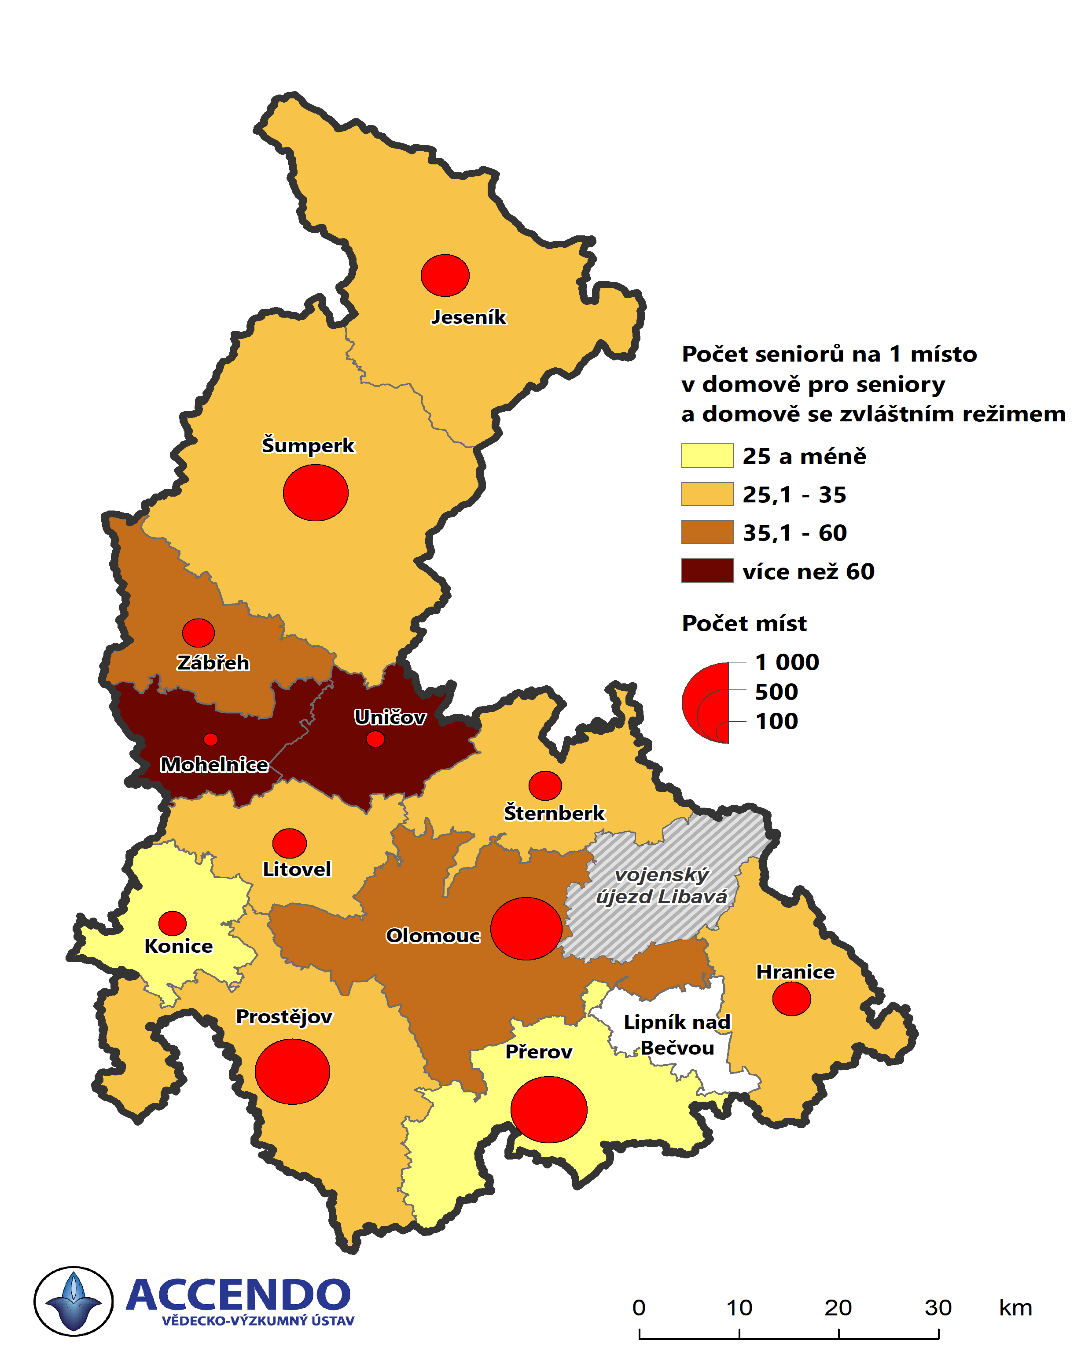 Jeseník
Šumperk
Zábřeh
Uničov
Mohelnice
Šternberk
Litovel
vojenský
újezd Libavá
Olomouc
Konice
Hranice
Prostějov
Lipník nad
Bečvou
Přerov
Počet seniorů na 1 místo
v domově pro seniory
a domově se zvláštním režimem
25 a méně
25,1 - 35
35,1 - 60
více než 60
Počet míst
1 000
500
100
ACCENDO
VĚDECKO-VÝZKUMNÝ ÚSTAV
0 10 20 30 km